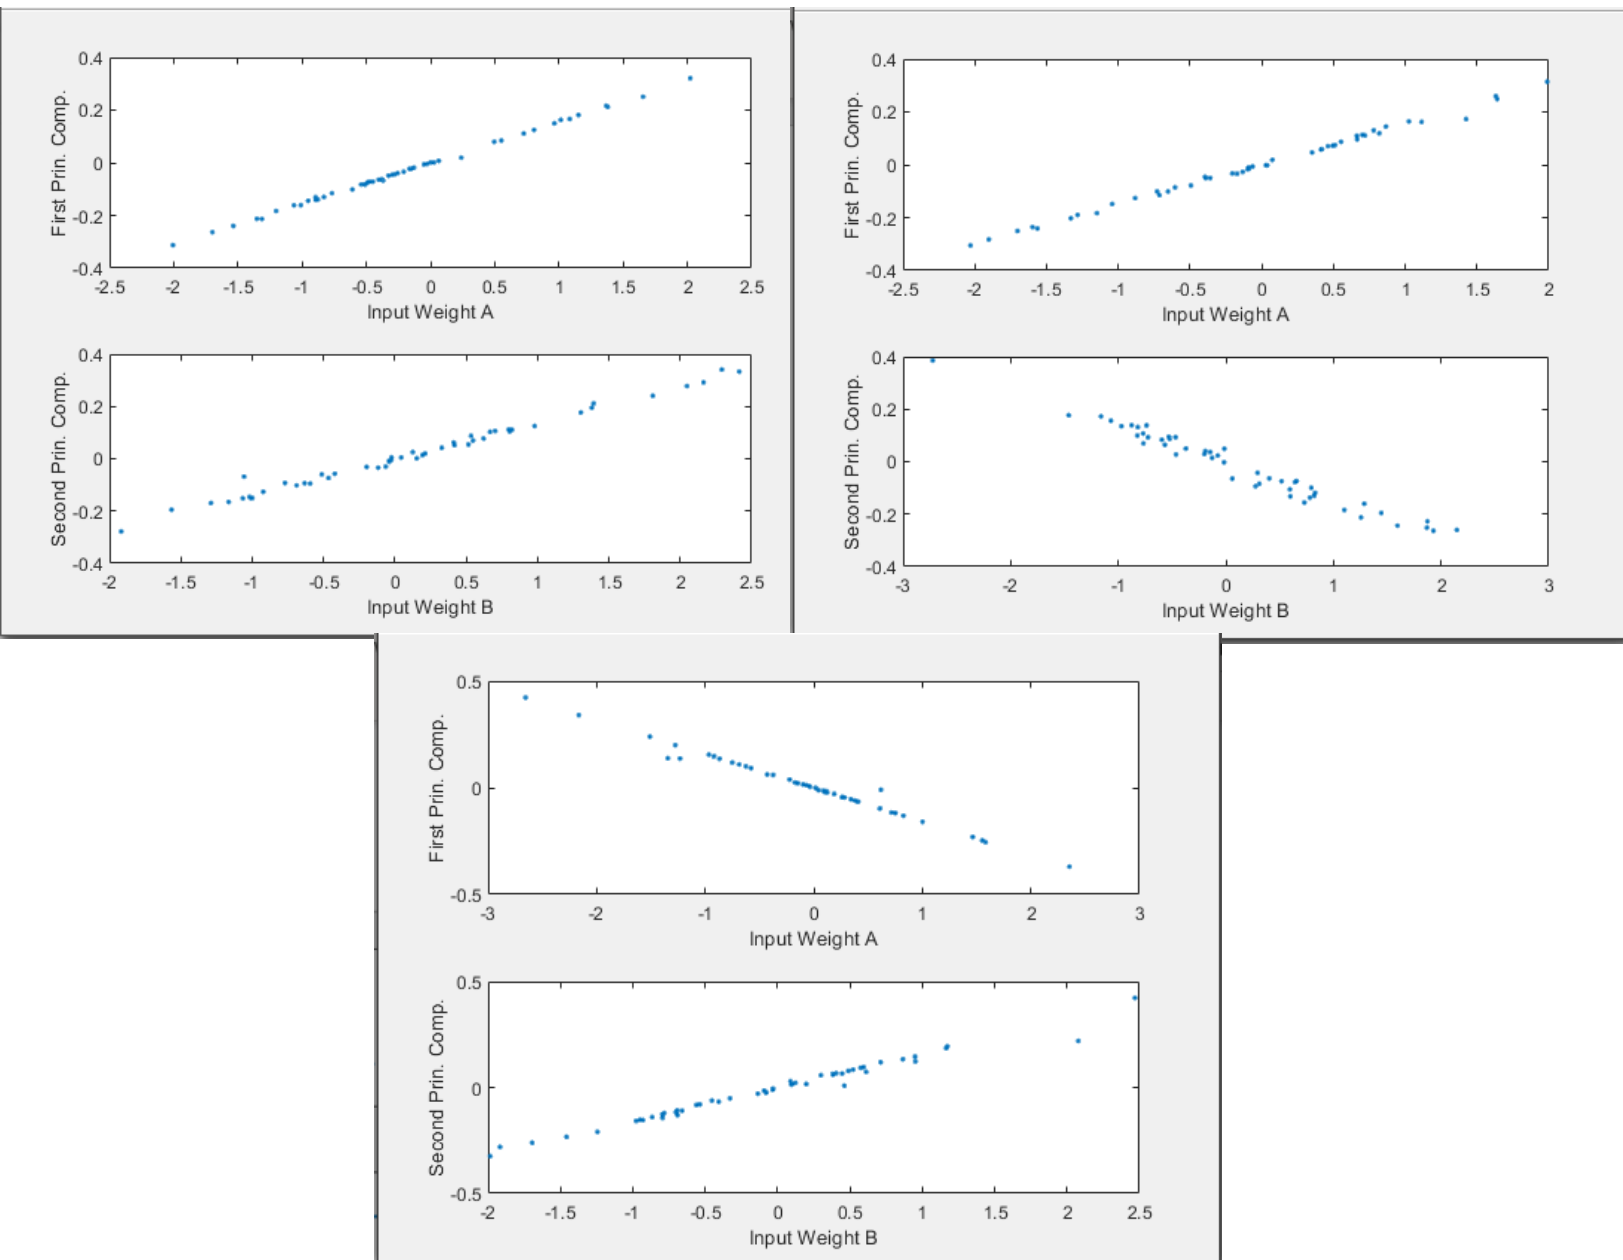 0.4
0.2
0
-0.2
-0.4
First Prin. Comp.
-2.5 -2 -1.5 -1 -0.5 0 0.5 1 1.5 2 2.5
Input Weight A
0.4
0.2
0
-0.2
-0.4
Second Prin. Comp.
-2 -1.5 -1 -0.5 0 0.5 1 1.5 2 2.5
Input Weight B
0.4
0.2
0
-0.2
-0.4
First Prin. Comp.
-2.5 -2 -1.5 -1 -0.5 0 0.5 1 1.5 2
Input Weight A
0.4
0.2
0
-0.2
-0.4
Second Prin. Comp.
-3 -2 -1 0 1 2 3
Input Weight B
0.5
0
-0.5
First Prin. Comp.
-3 -2 -1 0 1 2 3
Input Weight A
0.5
0
-0.5
Second Prin. Comp.
-2 -1.5 -1 -0.5 0 0.5 1 1.5 2 2.5
Input Weight B